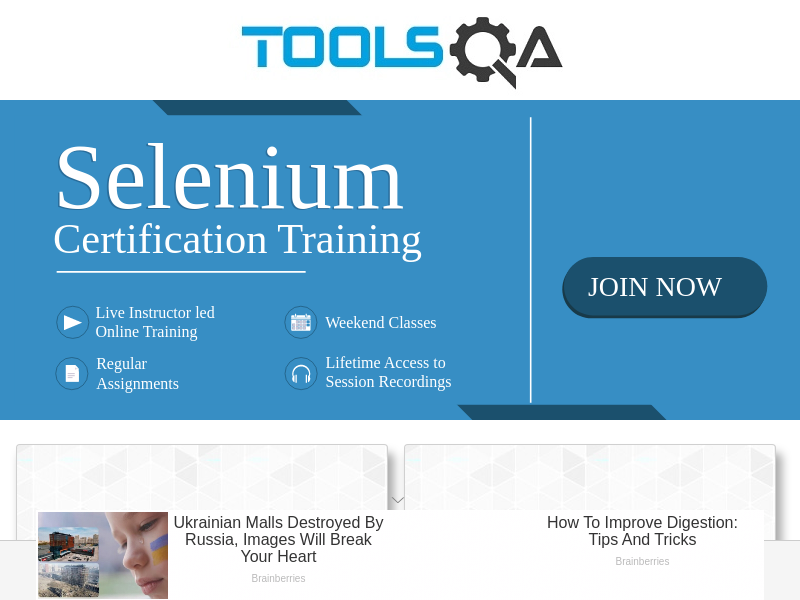 TOOLSQA
Selenium
Certification Training
JOIN NOW
Live Instructor led
Online Training
Weekend Classes
Regular
Assignments
Lifetime Access to
Session Recordings
Ukrainian Malls Destroyed By
Russia, Images Will Break
Your Heart
Brainberries
How To Improve Digestion:
Tips And Tricks
Brainberries